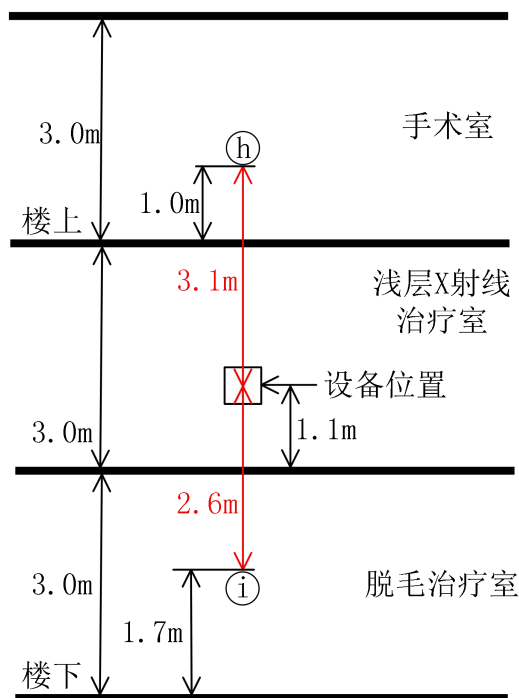 手术室
3.0m
h
1.0m
楼上
3.1m
浅层X射线
治疗室
设备位置
3.0m
1.1m
2.6m
3.0m
i
脱毛治疗室
1.7m
楼下